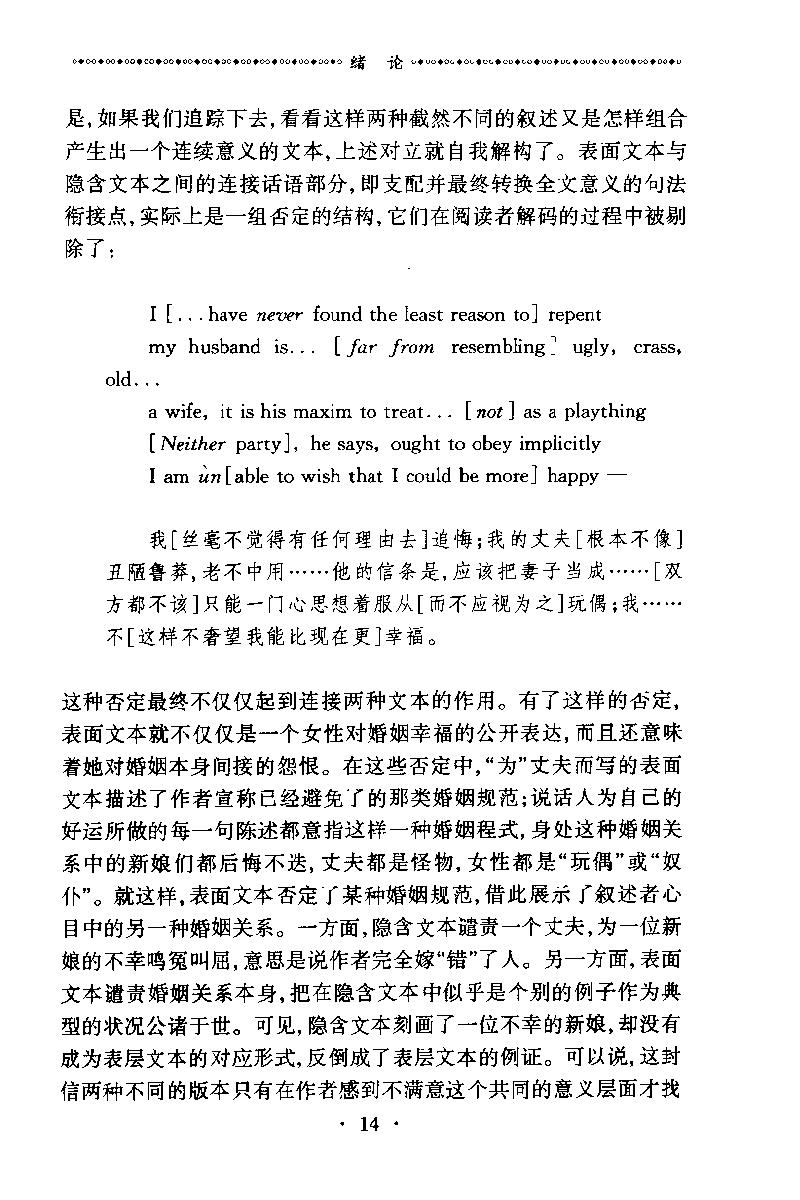 绪 论
是,如果我们追踪下去,看看这样两种截然不同的叙述又是怎样组合
产生出一个连续意义的文本,上述对立就自我解构了。表面文本与
隐含文本之间的连接话语部分,即支配并最终转换全文意义的句法
衔接点,实际上是一组否定的结构,它们在阅读者解码的过程中被剔
除了:
I [...have never found the least reason to] repent
my husband is... [far from resembling] ugly, crass,
old...
a wife, it is his maxim to treat... [not] as a plaything
[Neither party], he says, ought to obey implicitly
I am ùn[able to wish that I could be more] happy —
我[丝毫不觉得有任何理由去]追悔;我的丈夫[根本不像]
丑陋鲁莽,老不中用……他的信条是,应该把妻子当成……[双
方都不该]只能一门心思想着服从[而不应视为之]玩偶;我……
不[这样不奢望我能比现在更]幸福。
这种否定最终不仅仅起到连接两种文本的作用。有了这样的否定,
表面文本就不仅仅是一个女性对婚姻幸福的公开表达,而且还意味
着她对婚姻本身间接的怨恨。在这些否定中,“为”丈夫而写的表面
文本描述了作者宣称已经避免了的那类婚姻规范;说话人为自己的
好运所做的每一句陈述都意指这样一种婚姻程式,身处这种婚姻关
系中的新娘们都后悔不迭,丈夫都是怪物,女性都是“玩偶”或“奴
仆”。就这样,表面文本否定了某种婚姻规范,借此展示了叙述者心
目中的另一种婚姻关系。一方面,隐含文本谴责一个丈夫,为一位新
娘的不幸鸣冤叫屈,意思是说作者完全嫁“错”了人。另一方面,表面
文本谴责婚姻关系本身,把在隐含文本中似乎是个别的例子作为典
型的状况公诸于世。可见,隐含文本刻画了一位不幸的新娘,却没有
成为表层文本的对应形式,反倒成了表层文本的例证。可以说,这封
信两种不同的版本只有在作者感到不满意这个共同的意义层面才找
· 14 ·